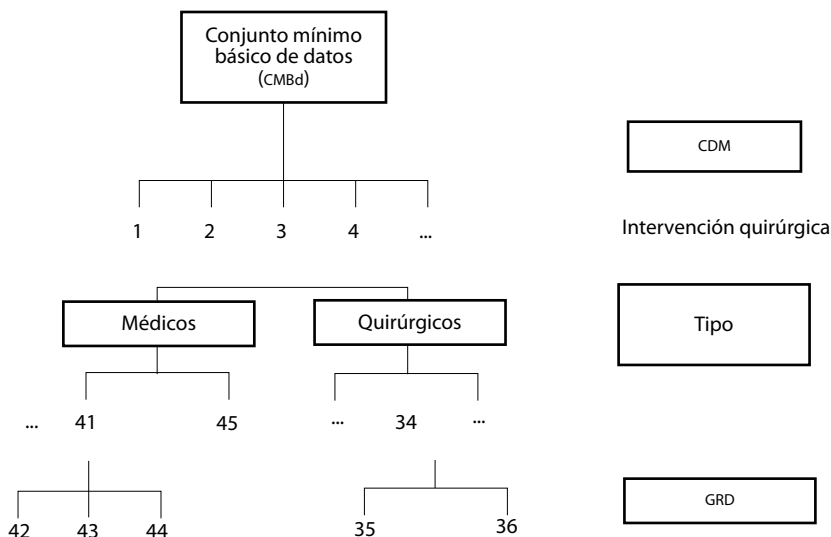 Conjunto mínimo
básico de datos
(CMBd)
CDM
1 2 3 4 ...
Intervención quirúrgica
Médicos Quirúrgicos
Tipo
... 41 45 ... 34 ...
GRD
42 43 44 35 36